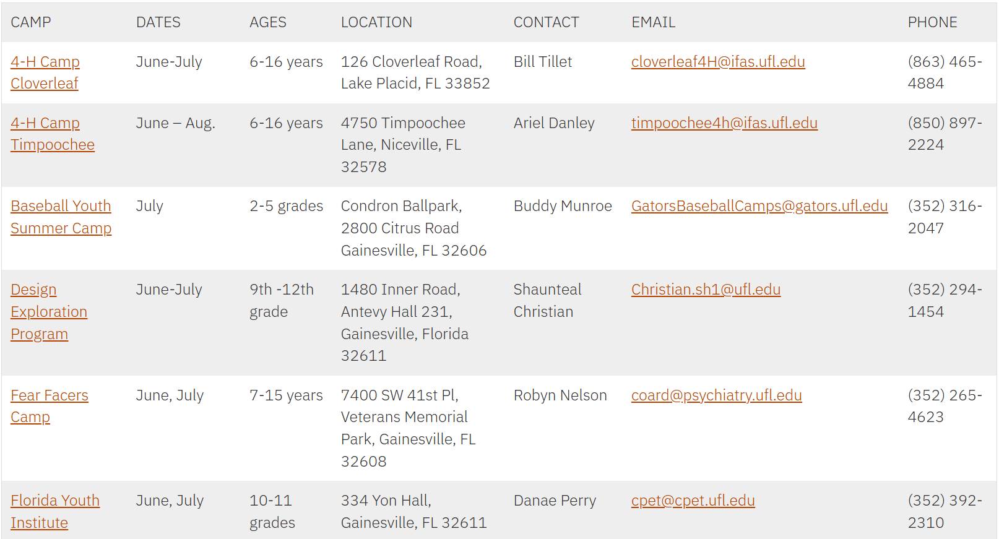 CAMP DATES AGES LOCATION CONTACT EMAIL PHONE
4-H Camp June-July 6-16 years 126 Cloverleaf Road, Bill Tillet cloverleaf4H@ifas.ufl.edu (863) 465-
Cloverleaf Lake Placid, FL 33852 4884
4-H Camp June – Aug. 6-16 years 4750 Timpoochee Ariel Danley timpoochee4h@ifas.ufl.edu (850) 897-
Timpoochee Lane, Niceville, FL 2224
32578
Baseball Youth July 2-5 grades Condron Ballpark, Buddy Munroe GatorsBaseballCamps@gators.ufl.edu (352) 316-
Summer Camp 2800 Citrus Road 2047
Gainesville, FL 32606
Design June-July 9th -12th 1480 Inner Road, Shaunteal Christian.sh1@ufl.edu (352) 294-
Exploration grade Antevy Hall 231, Christian 1454
Program Gainesville, Florida
32611
Fear Facers June, July 7-15 years 7400 SW 41st Pl, Robyn Nelson coard@psychiatry.ufl.edu (352) 265-
Camp Veterans Memorial 4623
Park, Gainesville, FL
32608
Florida Youth June, July 10-11 334 Yon Hall, Danae Perry cpet@cpet.ufl.edu (352) 392-
Institute grades Gainesville, FL 32611 2310